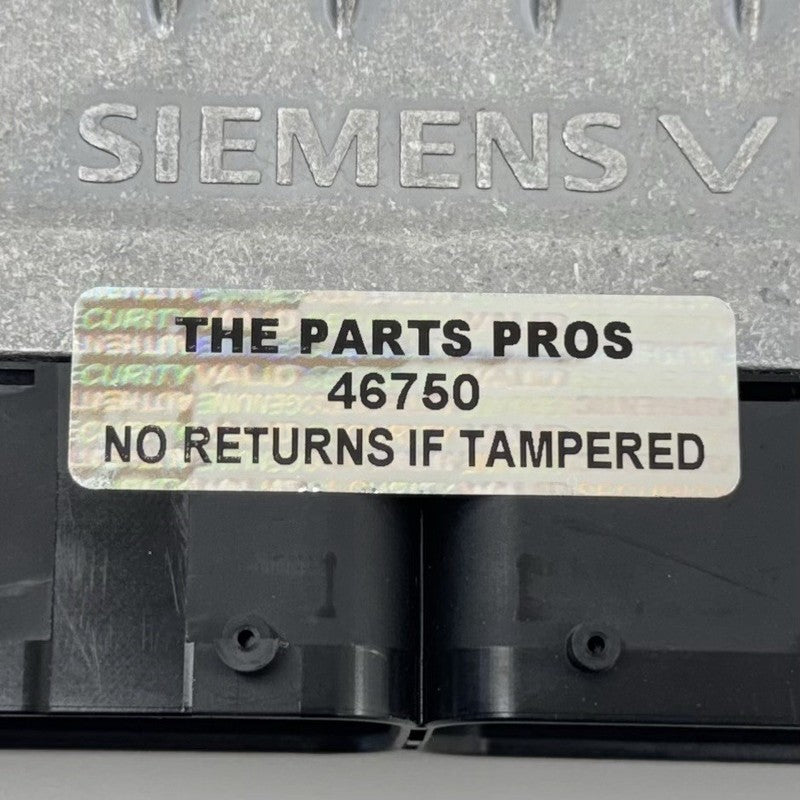 SIEMENS V
THE PARTS PROS
46750
NO RETURNS IF TAMPERED